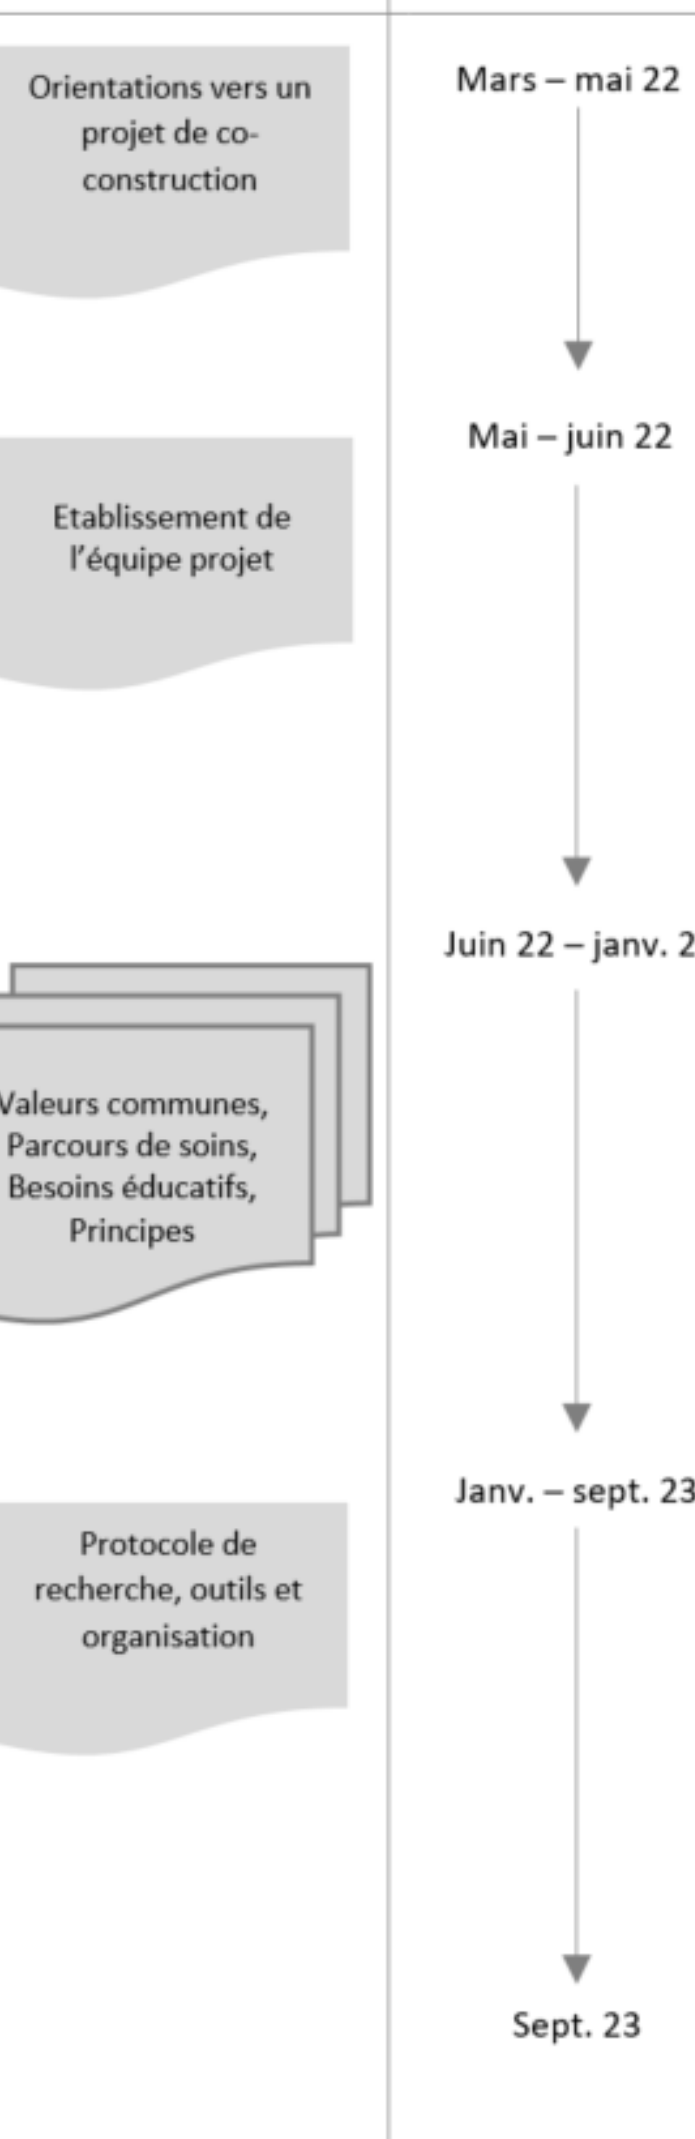 Orientations vers un
projet de co-
construction
Mars – mai 22
Etablissement de
l'équipe projet
Mai – juin 22
Valeurs communes,
Parcours de soins,
Besoins éducatifs,
Principes
Juin 22 – janv. 2
Protocole de
recherche, outils et
organisation
Janv. – sept. 23
Sept. 23